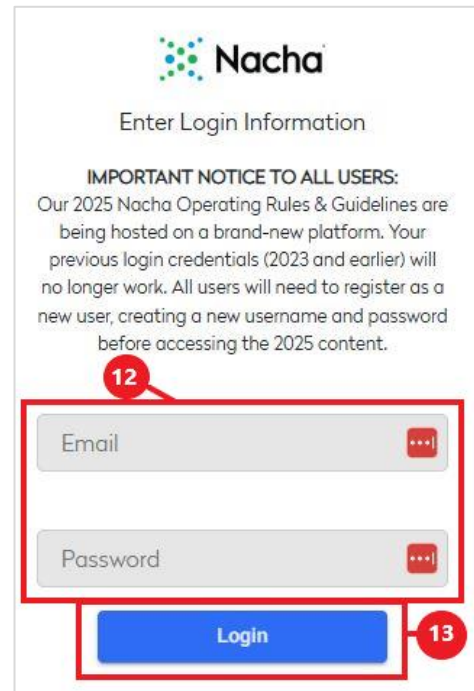 Nacha
Enter Login Information
IMPORTANT NOTICE TO ALL USERS:
Our 2025 Nacha Operating Rules & Guidelines are
being hosted on a brand-new platform. Your
previous login credentials (2023 and earlier) will
no longer work. All users will need to register as a
new user, creating a new username and password
before accessing the 2025 content.
12
Email
Password
Login
13